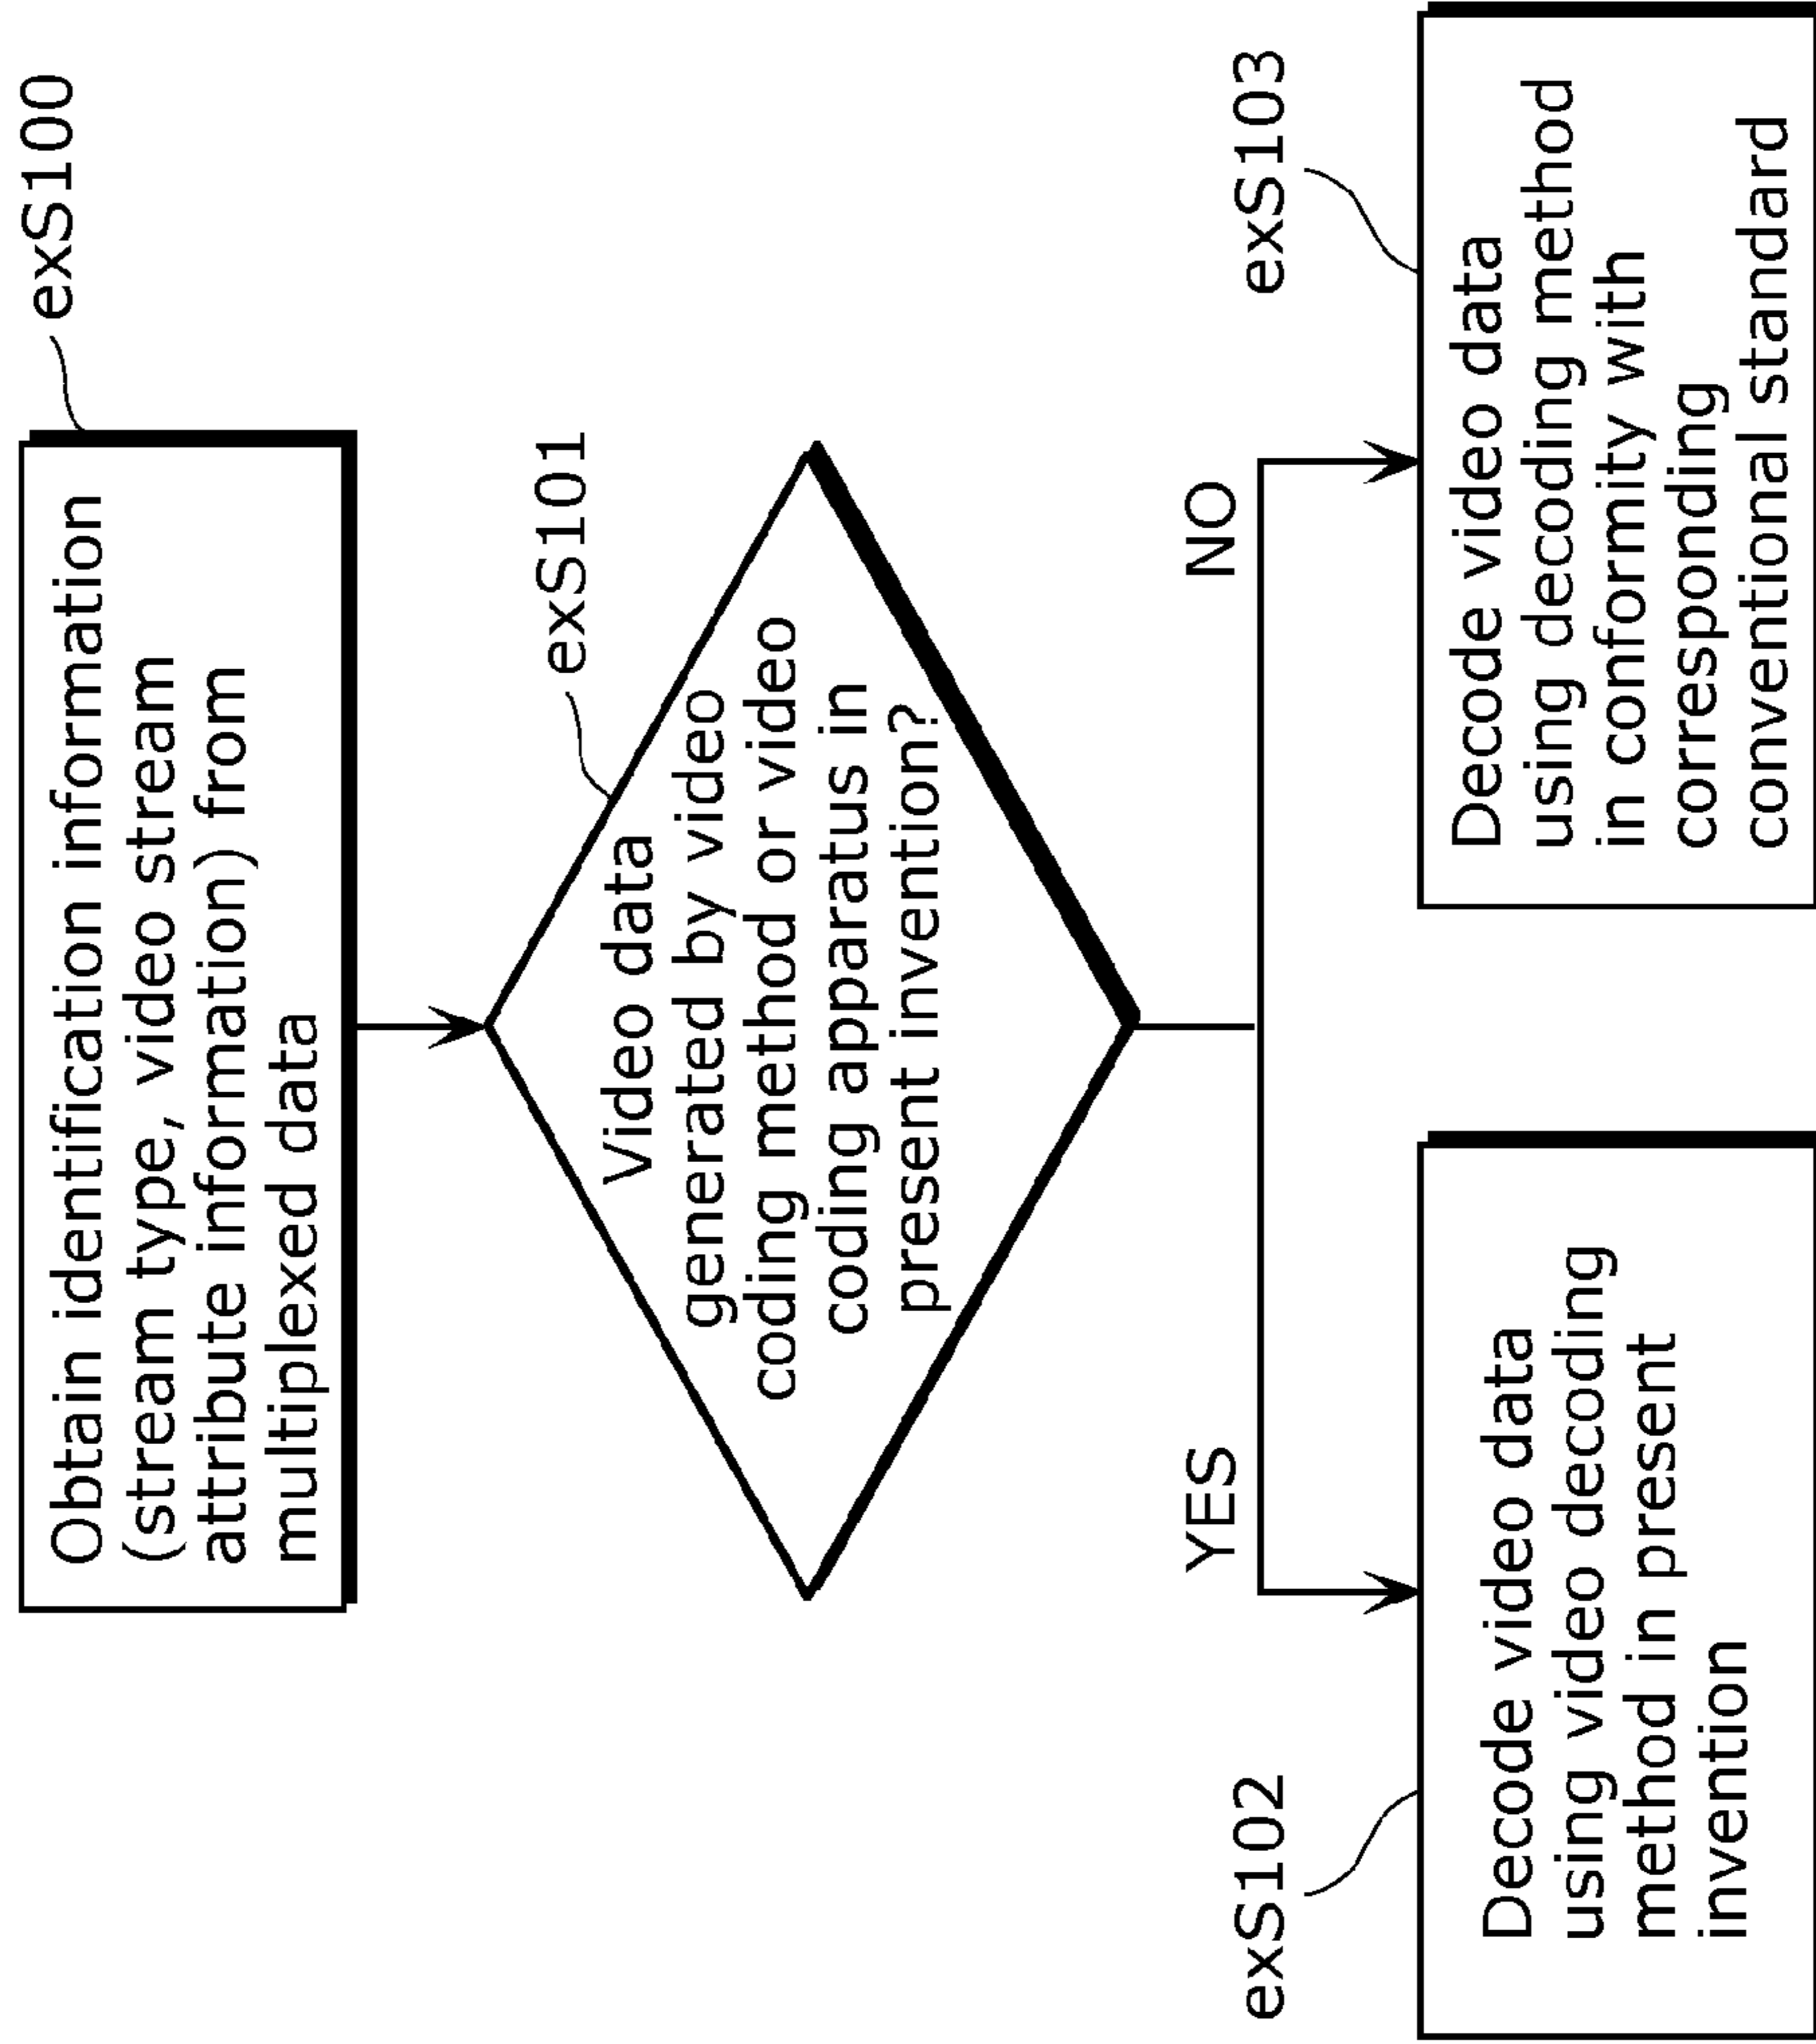 exS100
Obtain identification information
(stream type, video stream
attribute information) from
multiplexed data
exS101
Video data
generated by video
coding method or video
coding apparatus in
present invention?
YES
NO
exS102
Decode video data
using video decoding
method in present
invention
exS103
Decode video data
using decoding method
in conformity with
corresponding
conventional standard